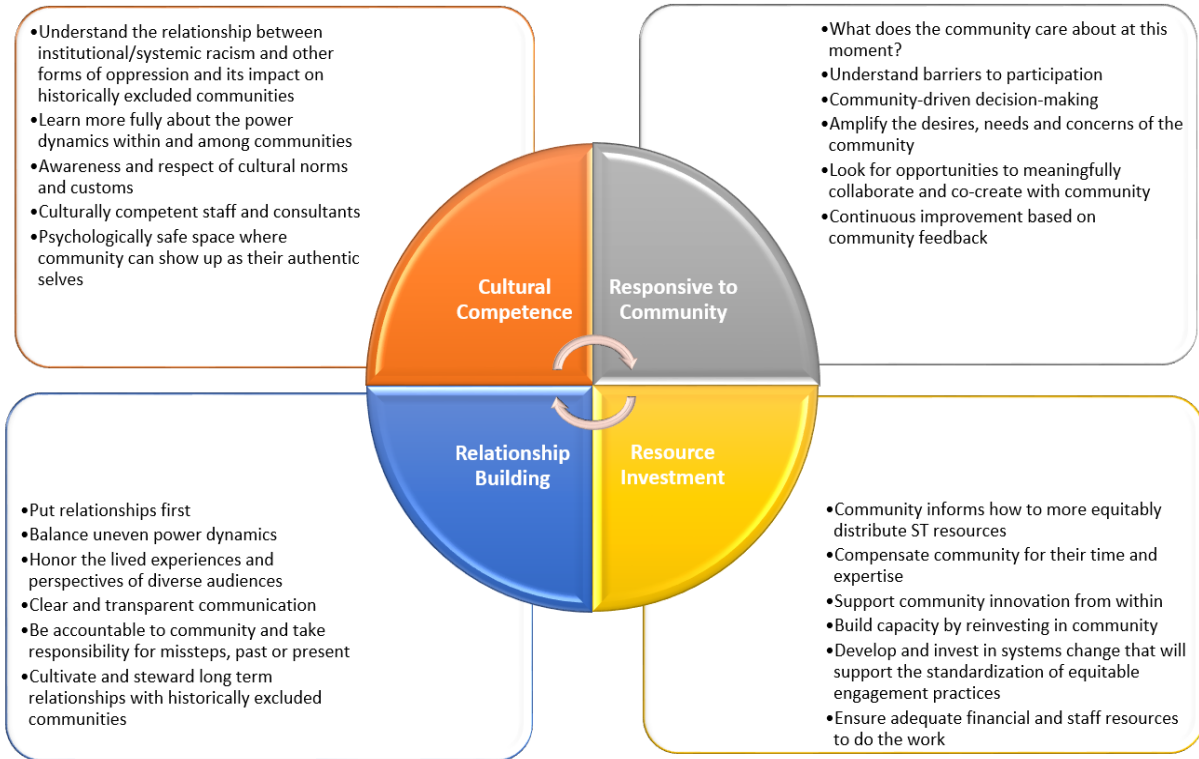 •Understand the relationship between
institutional/systemic racism and other
forms of oppression and its impact on
historically excluded communities
•Learn more fully about the power
dynamics within and among communities
•Awareness and respect of cultural norms
and customs
•Culturally competent staff and consultants
•Psychologically safe space where
community can show up as their authentic
selves
•What does the community care about at this
moment?
•Understand barriers to participation
•Community-driven decision-making
•Amplify the desires, needs and concerns of the
community
•Look for opportunities to meaningfully
collaborate and co-create with community
•Continuous improvement based on
community feedback
Cultural
Competence
Responsive to
Community
Relationship
Building
Resource
Investment
•Put relationships first
•Balance uneven power dynamics
•Honor the lived experiences and
perspectives of diverse audiences
•Clear and transparent communication
•Be accountable to community and take
responsibility for missteps, past or present
•Cultivate and steward long term
relationships with historically excluded
communities
•Community informs how to more equitably
distribute ST resources
•Compensate community for their time and
expertise
•Support community innovation from within
•Build capacity by reinvesting in community
•Develop and invest in systems change that will
support the standardization of equitable
engagement practices
•Ensure adequate financial and staff resources
to do the work